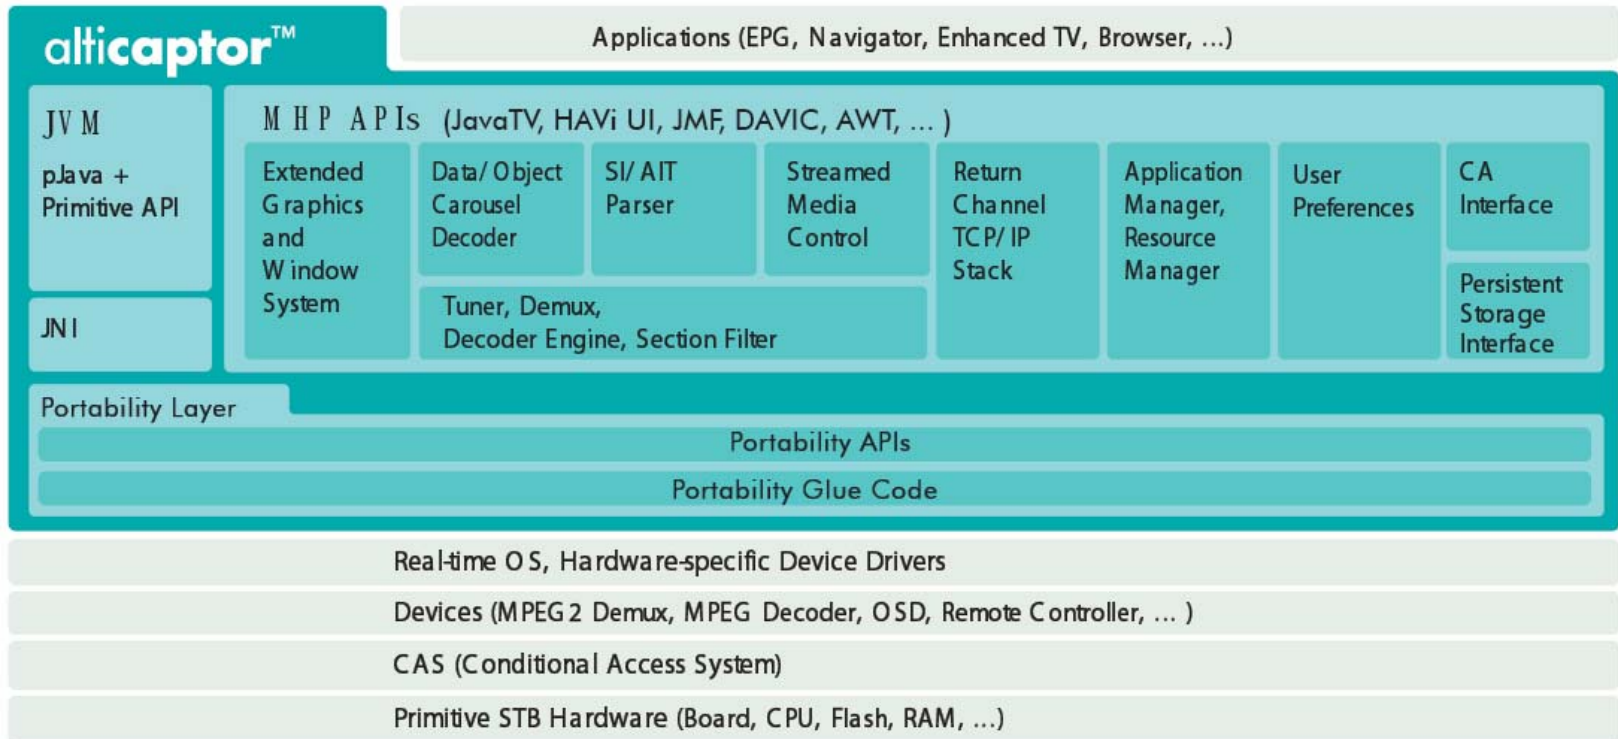 alticaptor™
Applications (EPG, Navigator, Enhanced TV, Browser, ...)
JVM
pJava +
Primitive API
JNI
MHP APIs (JavaTV, HAVi UI, JMF, DAVIC, AWT, ... )
Extended
Graphics
and
Window
System
Data/Object
Carousel
Decoder
SI/AIT
Parser
Streamed
Media
Control
Tuner, Demux,
Decoder Engine, Section Filter
Return
Channel
TCP/IP
Stack
Application
Manager,
Resource
Manager
User
Preferences
CA
Interface
Persistent
Storage
Interface
Portability Layer
Portability APIs
Portability Glue Code
Real-time OS, Hardware-specific Device Drivers
Devices (MPEG2 Demux, MPEG Decoder, OSD, Remote Controller, ... )
CAS (Conditional Access System)
Primitive STB Hardware (Board, CPU, Flash, RAM, ...)